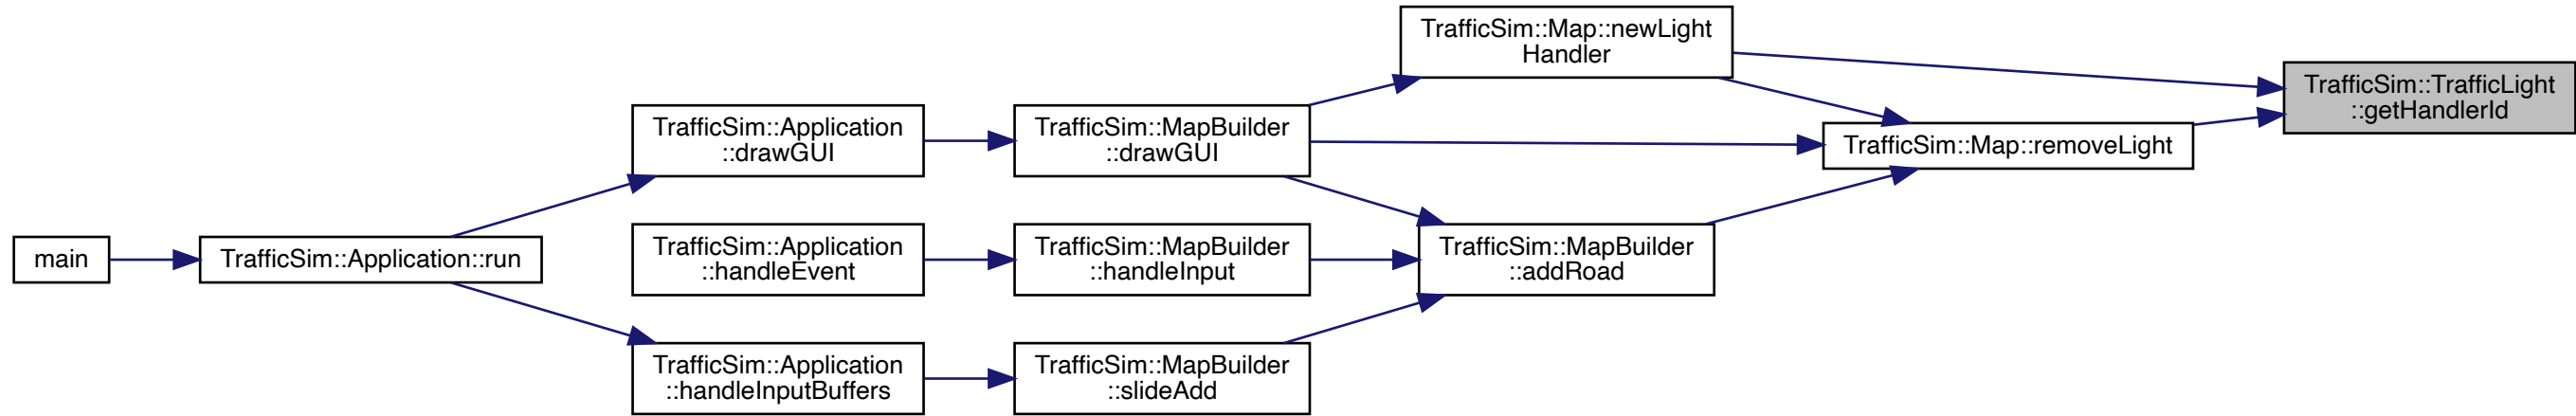 main
TrafficSim::Application::run
TrafficSim::Application
::drawGUI
TrafficSim::Application
::handleEvent
TrafficSim::Application
::handleInputBuffers
TrafficSim::MapBuilder
::drawGUI
TrafficSim::MapBuilder
::handleInput
TrafficSim::MapBuilder
::slideAdd
TrafficSim::Map::newLight
Handler
TrafficSim::MapBuilder
::addRoad
TrafficSim::Map::removeLight
TrafficSim::TrafficLight
::getHandlerId